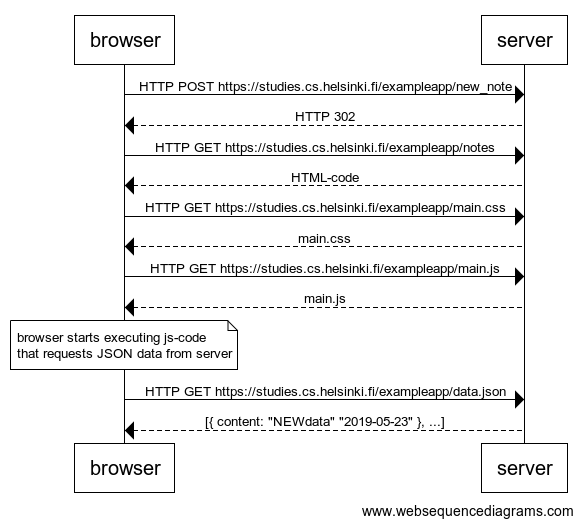 browser server
HTTP POST https://studies.cs.helsinki.fi/exampleapp/new_note
HTTP 302
HTTP GET https://studies.cs.helsinki.fi/exampleapp/notes
HTML-code
HTTP GET https://studies.cs.helsinki.fi/exampleapp/main.css
main.css
HTTP GET https://studies.cs.helsinki.fi/exampleapp/main.js
main.js
browser starts executing js-code
that requests JSON data from server
HTTP GET https://studies.cs.helsinki.fi/exampleapp/data.json
[{ content: "NEWdata" "2019-05-23" }, ...]
browser server
www.websequencediagrams.com